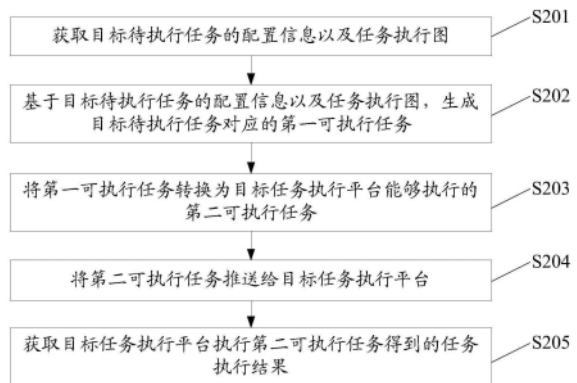 获取目标待执行任务的配置信息以及任务执行图
S201
基于目标待执行任务的配置信息以及任务执行图，生成
目标待执行任务对应的第一可执行任务
S202
将第一可执行任务转换为目标任务执行平台能够执行的
第二可执行任务
S203
将第二可执行任务推送给目标任务执行平台
S204
获取目标任务执行平台执行第二可执行任务得到的任务
执行结果
S205